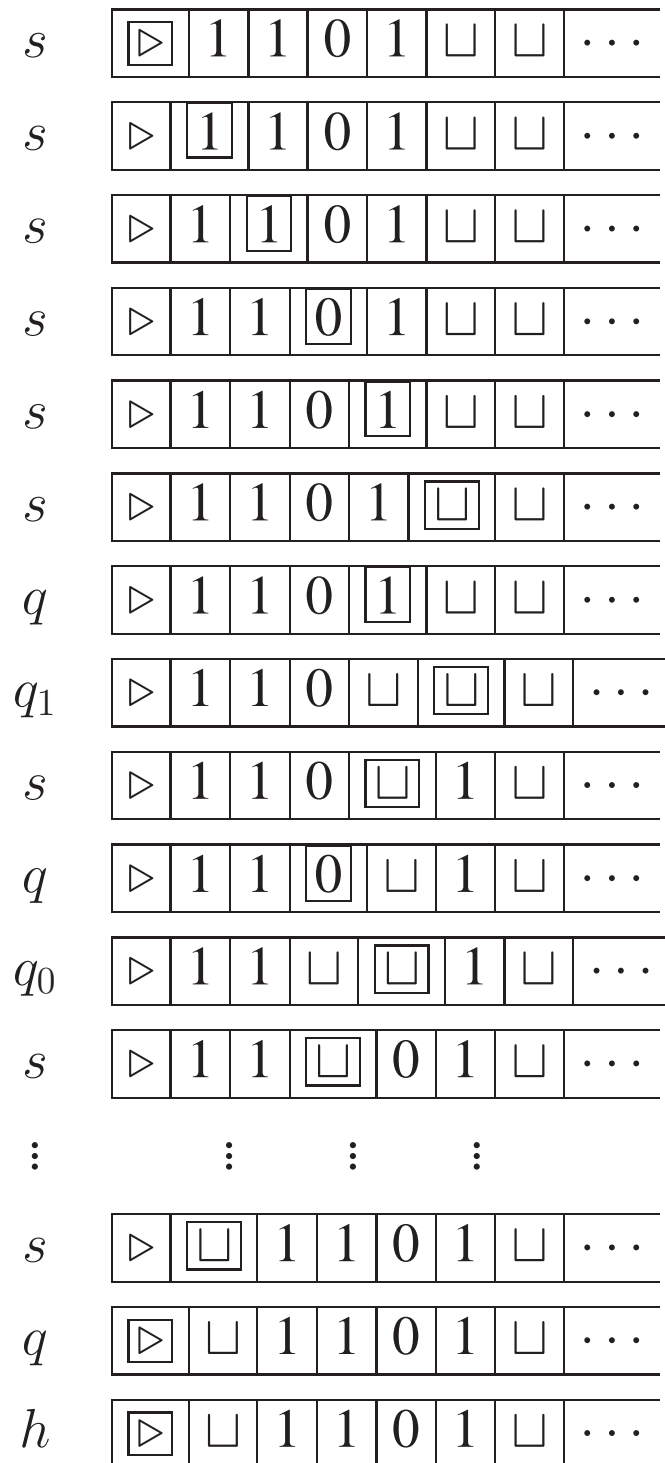 s ▷ 1 1 0 1 ⊔ ⊔ ⋯
s ▷ 1 1 0 1 ⊔ ⊔ ⋯
s ▷ 1 1 0 1 ⊔ ⊔ ⋯
s ▷ 1 1 0 1 ⊔ ⊔ ⋯
s ▷ 1 1 0 1 ⊔ ⊔ ⋯
s ▷ 1 1 0 1 ⊔ ⊔ ⋯
q ▷ 1 1 0 1 ⊔ ⊔ ⋯
q₁ ▷ 1 1 0 ⊔ ⊔ ⊔ ⋯
s ▷ 1 1 0 ⊔ 1 ⊔ ⋯
q ▷ 1 1 0 ⊔ 1 ⊔ ⋯
q₀ ▷ 1 1 ⊔ ⊔ 1 ⊔ ⋯
s ▷ 1 1 ⊔ 0 1 ⊔ ⋯
⋮ ⋮ ⋮ ⋮
s ▷ ⊔ 1 1 0 1 ⊔ ⋯
q ▷ ⊔ 1 1 0 1 ⊔ ⋯
h ▷ ⊔ 1 1 0 1 ⊔ ⋯